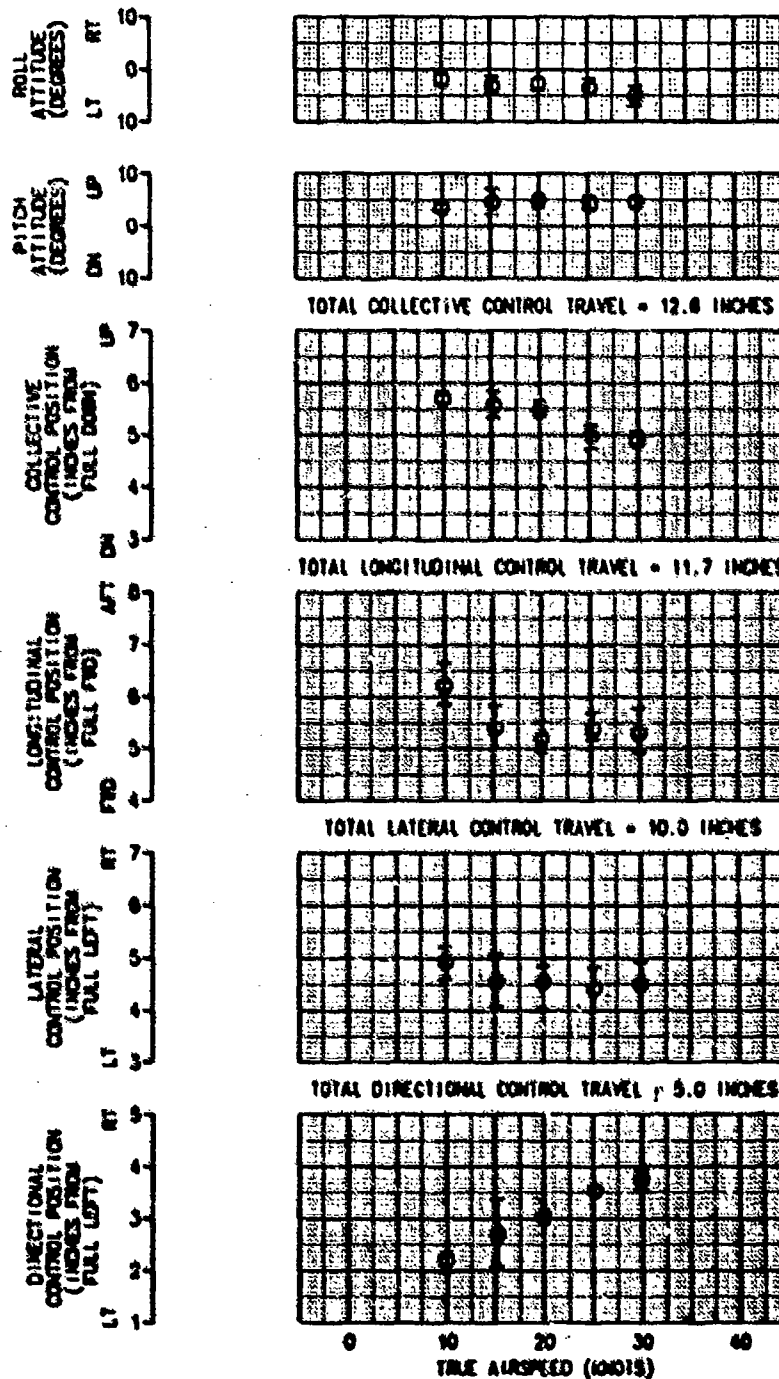 ROLL
ATTITUDE
(DEGREES)
LT RT
10
0
10
PITCH
ATTITUDE
(DEGREES)
DN UP
10
0
10
TOTAL COLLECTIVE CONTROL TRAVEL = 12.0 INCHES
COLLECTIVE
CONTROL POSITION
(INCHES FROM
FULL DOWN)
DN UP
7
6
5
4
3
TOTAL LONGITUDINAL CONTROL TRAVEL = 11.7 INCHES
LONGITUDINAL
CONTROL POSITION
(INCHES FROM
FULL FWD)
FWD AFT
8
7
6
5
4
TOTAL LATERAL CONTROL TRAVEL = 10.0 INCHES
LATERAL
CONTROL POSITION
(INCHES FROM
FULL LEFT)
LT RT
7
6
5
4
3
TOTAL DIRECTIONAL CONTROL TRAVEL = 5.0 INCHES
DIRECTIONAL
CONTROL POSITION
(INCHES FROM
FULL LEFT)
LT RT
5
4
3
2
1
0 10 20 30 40
TRUE AIRSPEED (KNOTS)